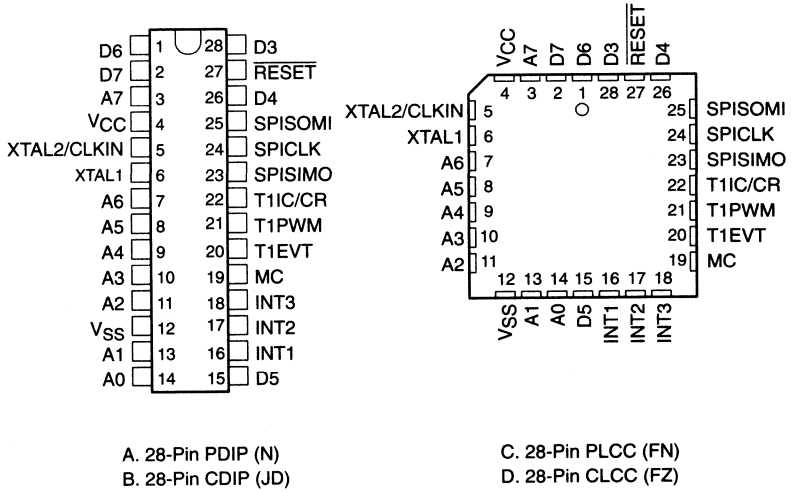 D6 1 28 D3
D7 2 27 RESET
A7 3 26 D4
VCC 4 25 SPISOMI
XTAL2/CLKIN 5 24 SPICLK
XTAL1 6 23 SPISIMO
A6 7 22 T1IC/CR
A5 8 21 T1PWM
A4 9 20 T1EVT
A3 10 19 MC
A2 11 18 INT3
VSS 12 17 INT2
A1 13 16 INT1
A0 14 15 D5
A. 28-Pin PDIP (N)
B. 28-Pin CDIP (JD)
VCC A7 D7 D6 D3 RESET D4
4 3 2 1 28 27 26
XTAL2/CLKIN 5 25 SPISOMI
XTAL1 6 24 SPICLK
A6 7 23 SPISIMO
A5 8 22 T1IC/CR
A4 9 21 T1PWM
A3 10 20 T1EVT
A2 11 19 MC
12 13 14 15 16 17 18
VSS A1 A0 D5 INT1 INT2 INT3
C. 28-Pin PLCC (FN)
D. 28-Pin CLCC (FZ)